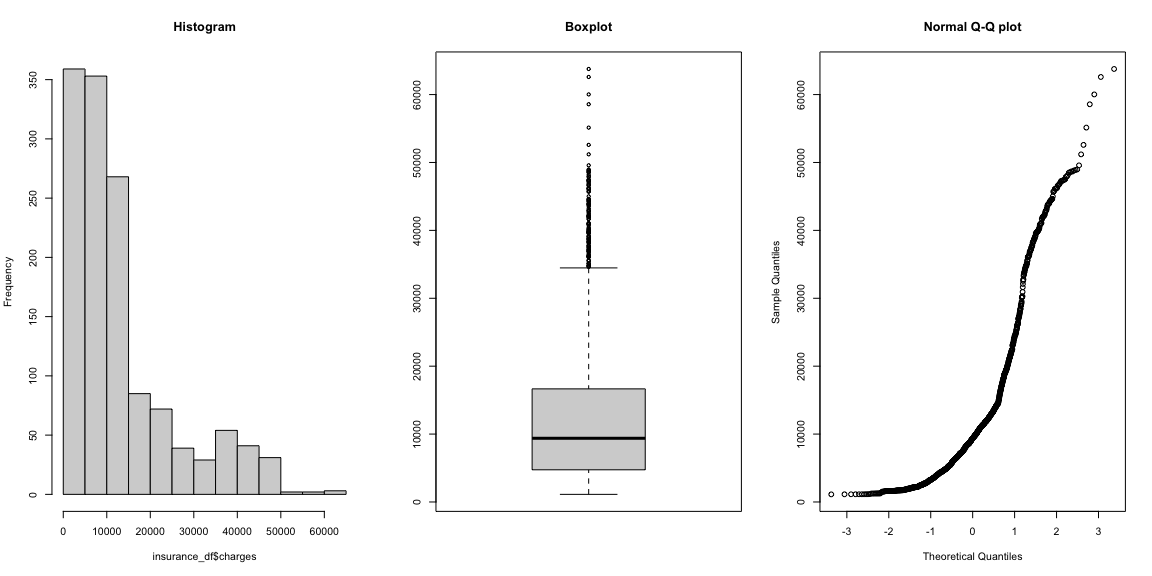 Histogram
Frequency
0
50
100
150
200
250
300
350
0 10000 20000 30000 40000 50000 60000
insurance_df$charges
Boxplot
0
10000
20000
30000
40000
50000
60000
Normal Q-Q plot
Sample Quantiles
0
10000
20000
30000
40000
50000
60000
-3 -2 -1 0 1 2 3
Theoretical Quantiles